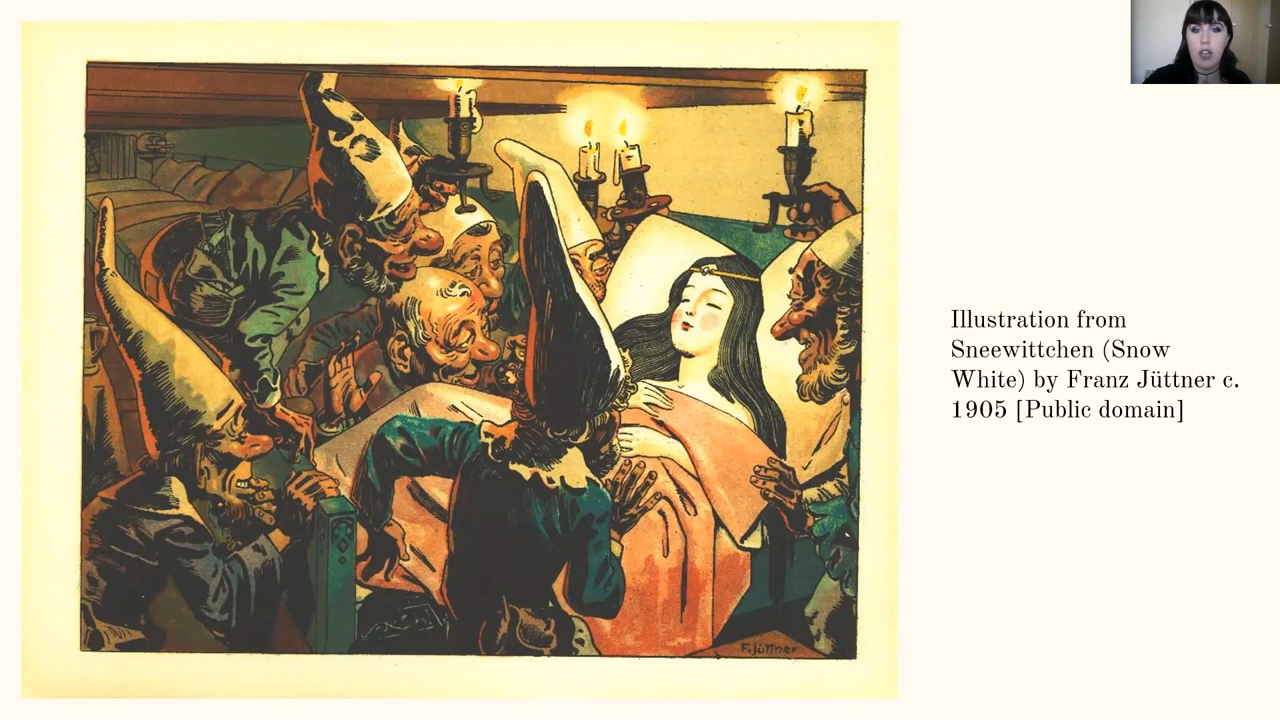 Illustration from
Sneewittchen (Snow
White) by Franz Jüttner c.
1905 [Public domain]
F. Jüttner